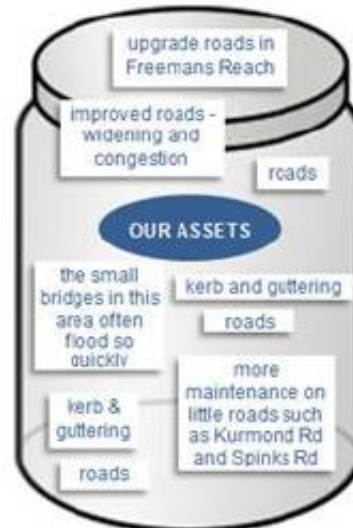 upgrade roads in
Freemans Reach
improved roads -
widening and
congestion
roads
OUR ASSETS
the small
bridges in this
area often
flood so
quickly
kerb and guttering
roads
more
maintenance on
little roads such
as Kurmond Rd
and Spinks Rd
kerb &
guttering
roads